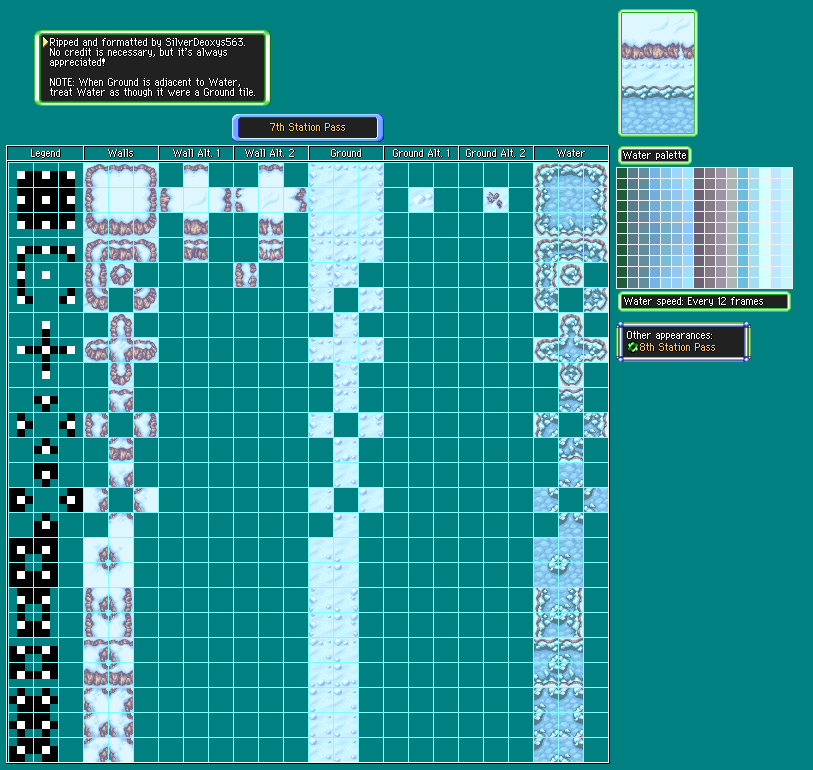 Ripped and formatted by SilverDeoxys563.
No credit is necessary, but it's always
appreciated!
NOTE: When Ground is adjacent to Water,
treat Water as though it were a Ground tile.
7th Station Pass
Legend Walls Wall Alt. 1 Wall Alt. 2 Ground Ground Alt. 1 Ground Alt. 2 Water
Water palette
Water speed: Every 12 frames
Other appearances:
8th Station Pass